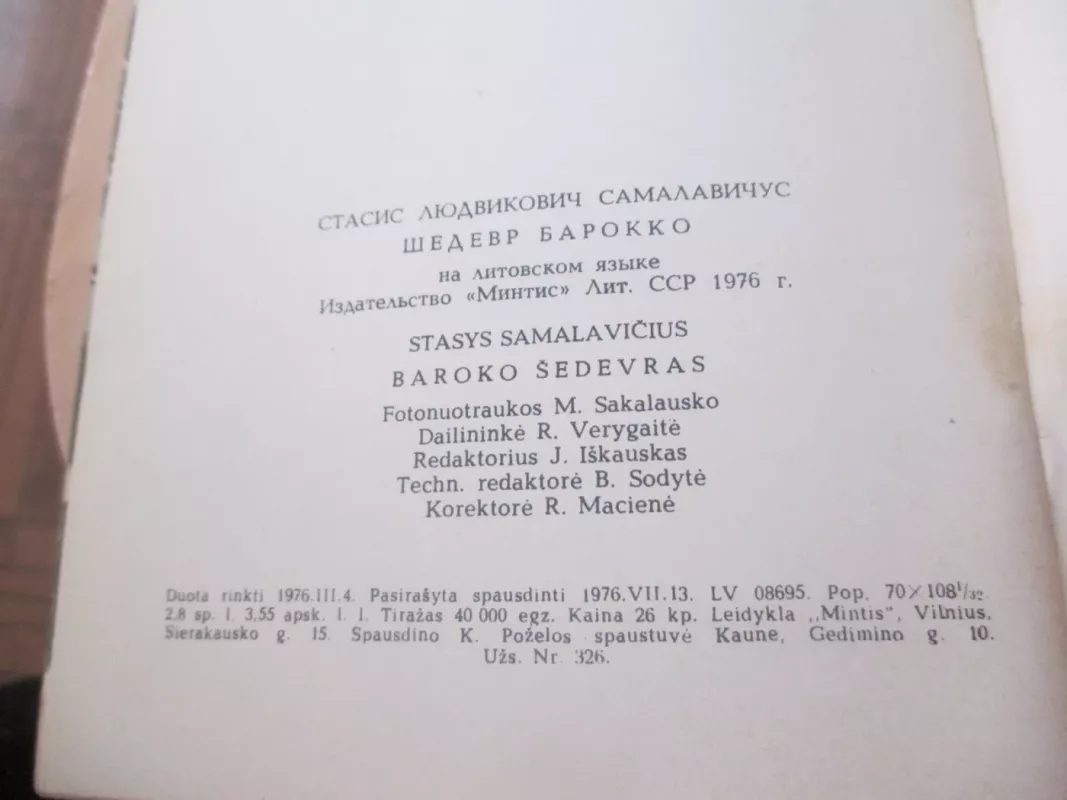 СТАСИС ЛЮДВИКОВИЧ САМАЛАВИЧУС
ШЕДЕВР БАРОККО
на литовском языке
Издательство «Минтис» Лит. ССР 1976 г.
STASYS SAMALAVIČIUS
BAROKO ŠEDEVRAS
Fotonuotraukos M. Sakalausko
Dailininkė R. Verygaitė
Redaktorius J. Iškauskas
Techn. redaktorė B. Sodytė
Korektorė R. Macienė
Duota rinkti 1976.III.4. Pasirašyta spausdinti 1976.VII.13. LV 08695. Pop. 70×108¹/₃₂
2,8 sp. l. 3,55 apsk. l. l. Tiražas 40 000 egz. Kaina 26 kp. Leidykla „Mintis", Vilnius,
Sierakausko g. 15. Spausdino K. Poželos spaustuvė Kaune, Gedimino g. 10.
Užs. Nr. 326.